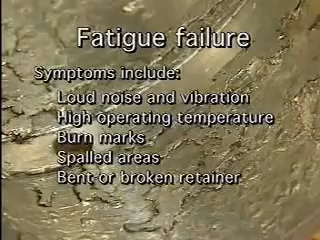 Fatigue failure
Symptoms include:
Loud noise and vibration
High operating temperature
Burn marks
Spalled areas
Bent or broken retainer